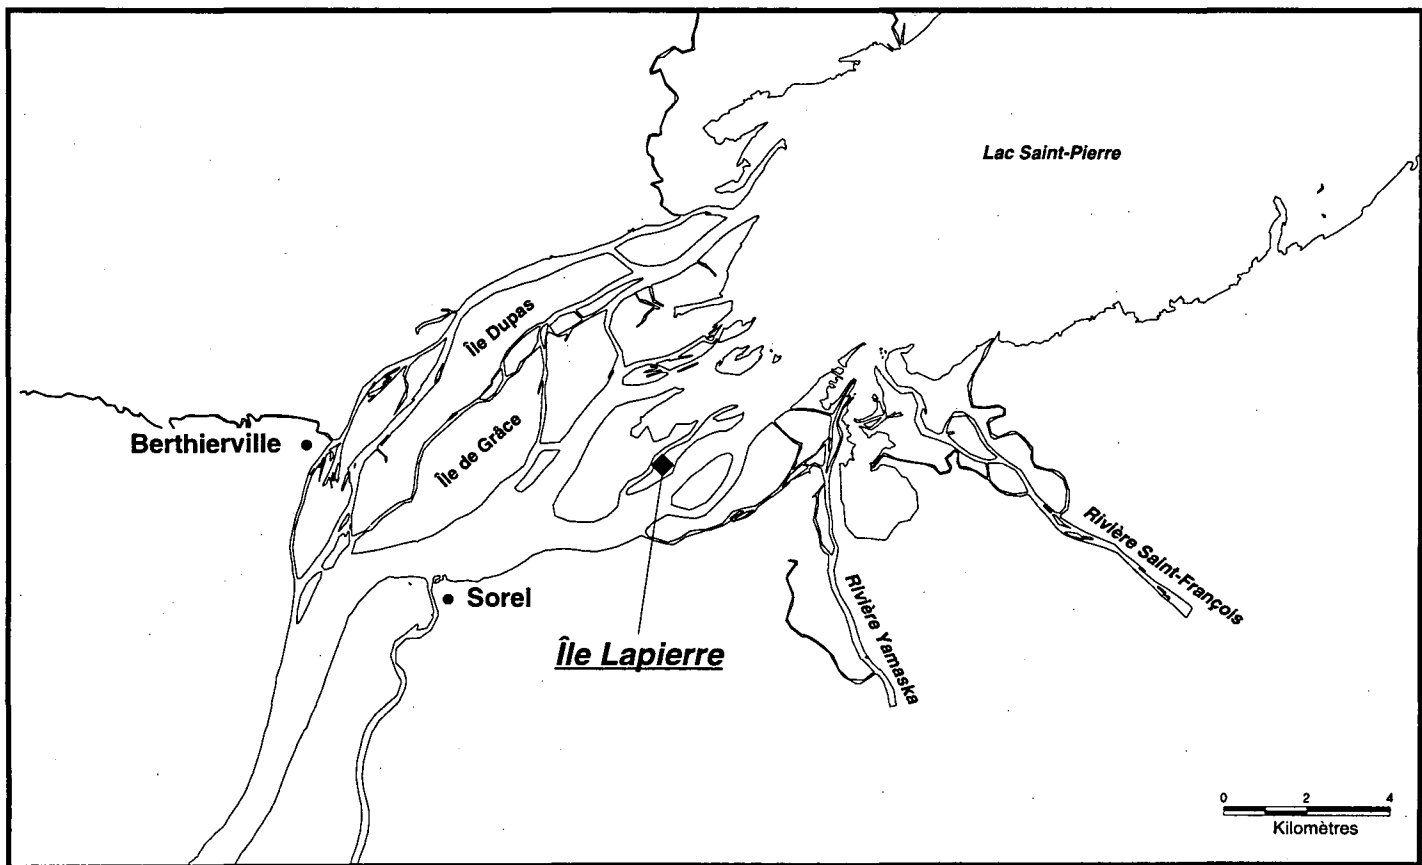 Lac Saint-Pierre
Île Dupas
Berthierville
Île de Grâce
Rivière Saint-François
Sorel
Rivière Yamaska
Île Lapierre
0 2 4
Kilomètres